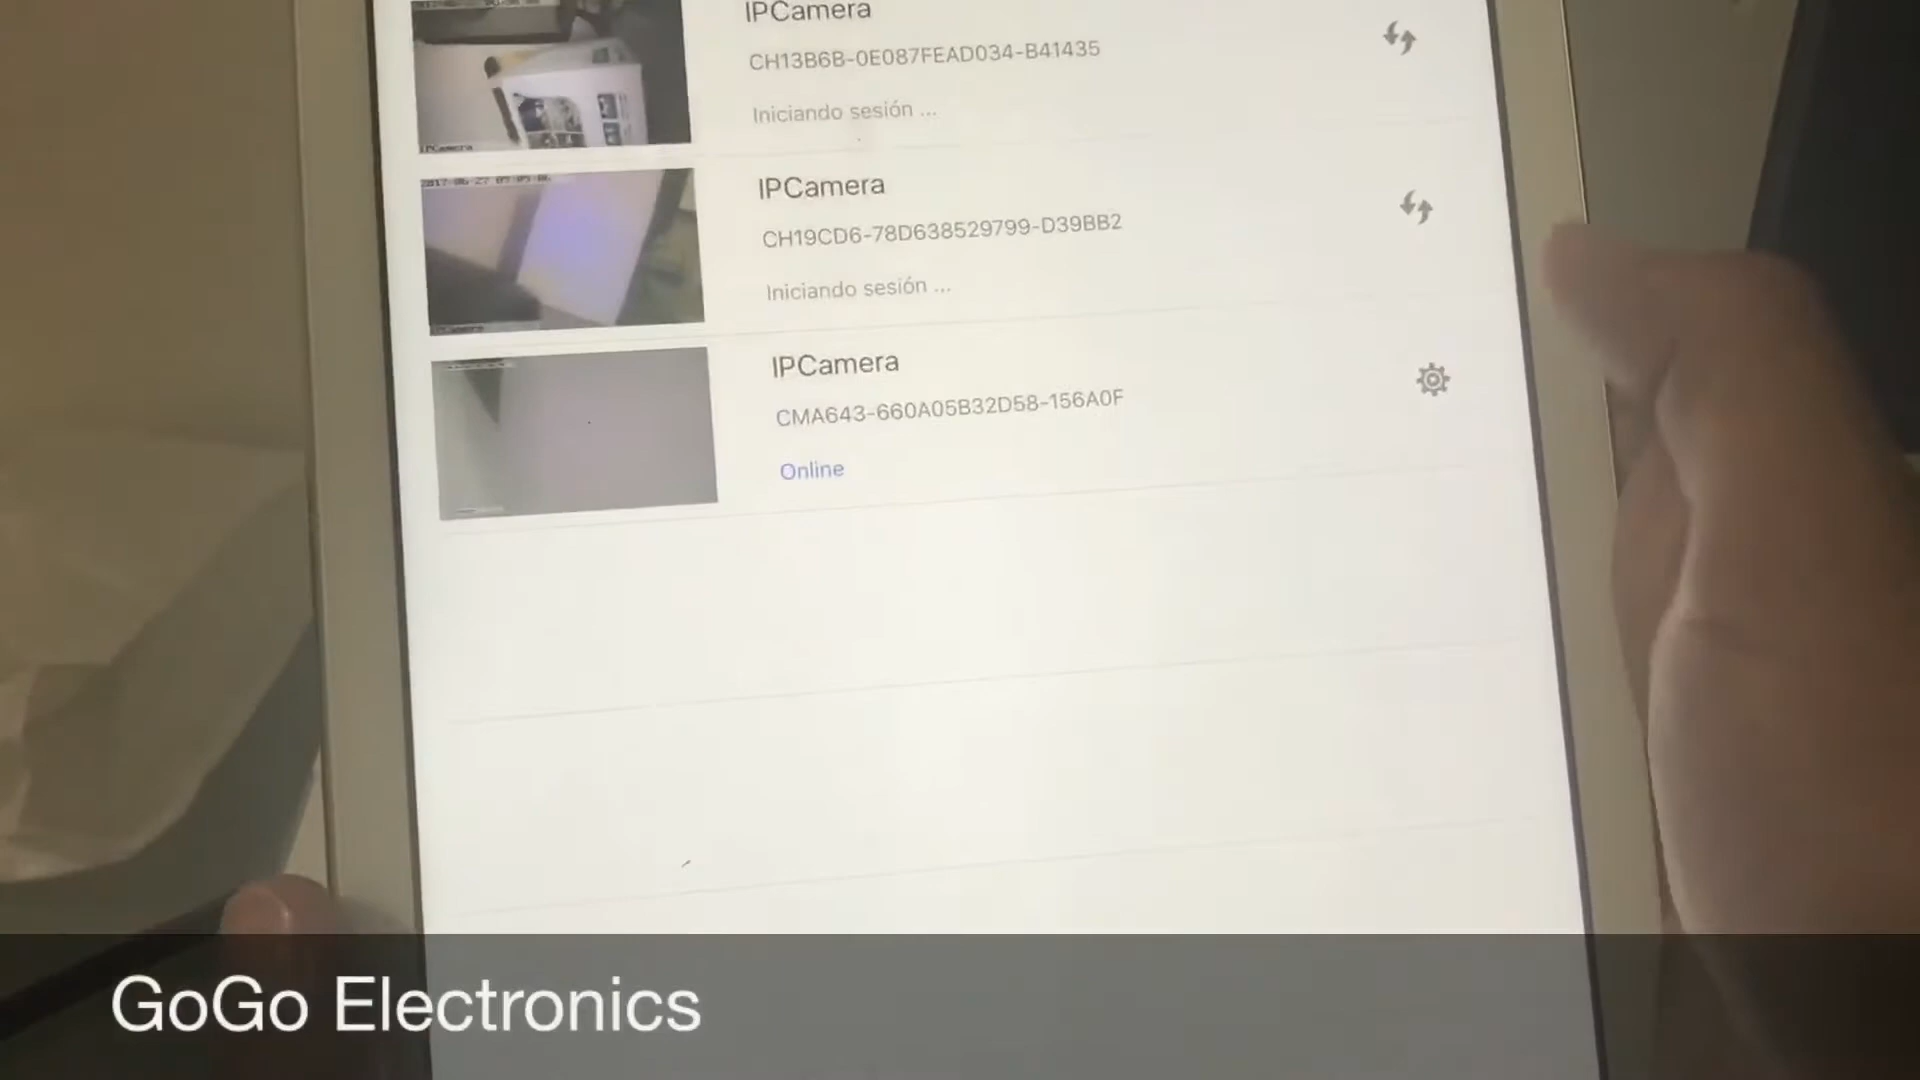 IPCamera
CH13B6B-0E087FEAD034-B41435
Iniciando sesión ...
IPCamera
IPCamera
CH19CD6-78D638529799-D39BB2
Iniciando sesión ...
IPCamera
CMA643-660A05B32D58-156A0F
Online
GoGo Electronics